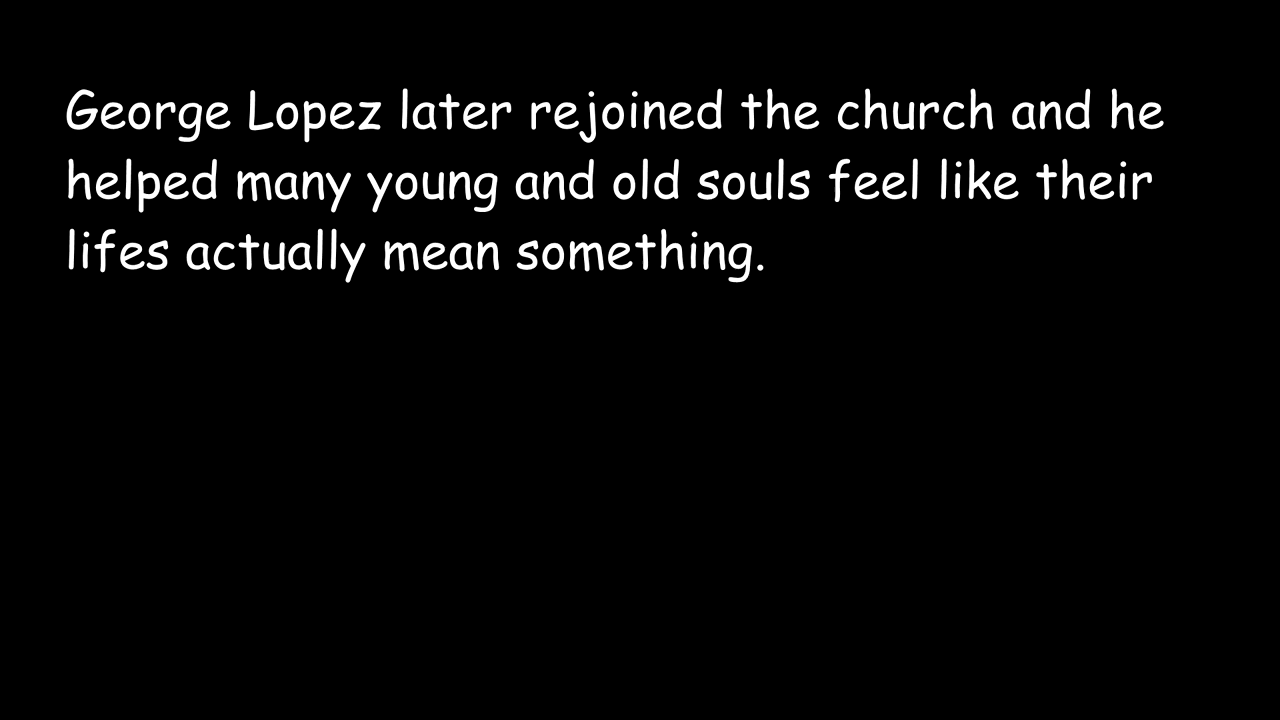 George Lopez later rejoined the church and he
helped many young and old souls feel like their
lifes actually mean something.